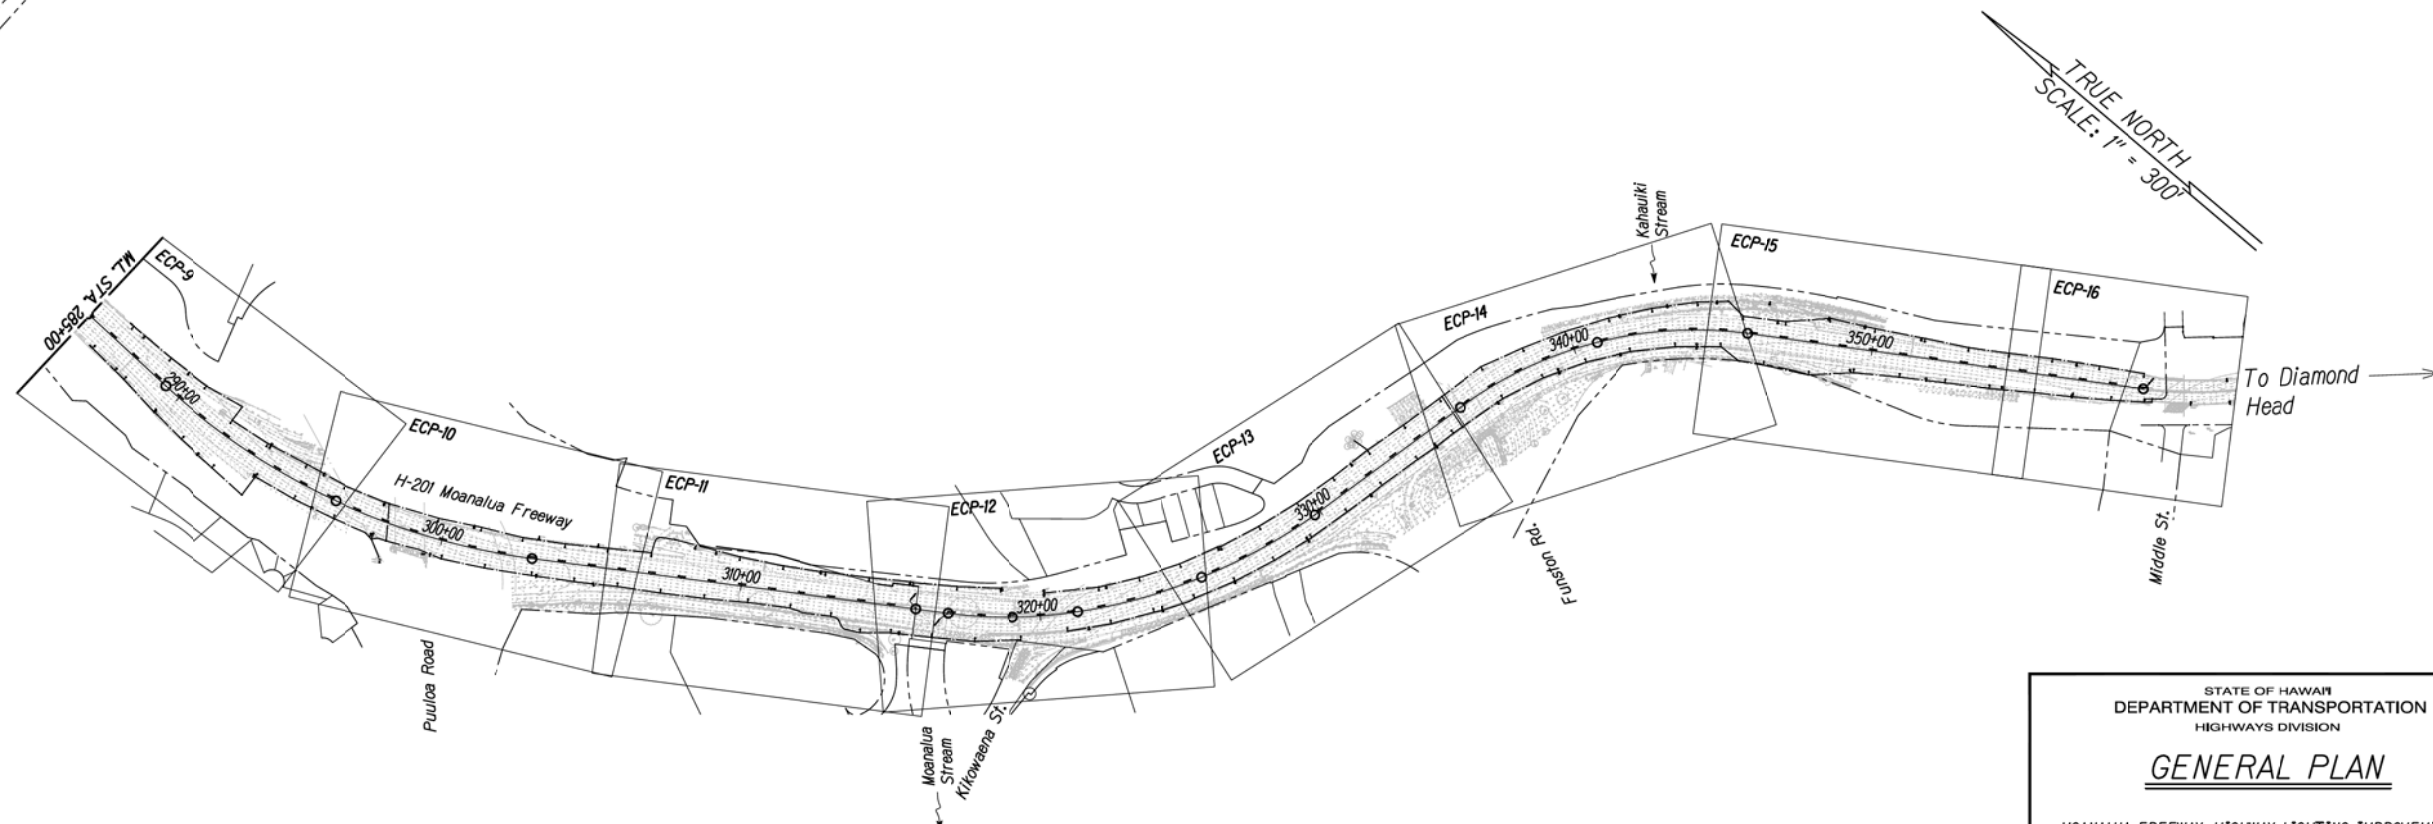 TRUE NORTH
SCALE: 1" = 300'
M.L. STA. 285+00
ECP-9
290+00
ECP-10
H-201 Moanalua Freeway
300+00
Puuloa Road
ECP-11
310+00
ECP-12
320+00
Moanalua
Stream
Kikowaena St.
ECP-13
330+00
ECP-14
340+00
Kahauiki
Stream
Funston Rd.
ECP-15
350+00
ECP-16
Middle St.
To Diamond
Head
STATE OF HAWAI'I
DEPARTMENT OF TRANSPORTATION
HIGHWAYS DIVISION
GENERAL PLAN